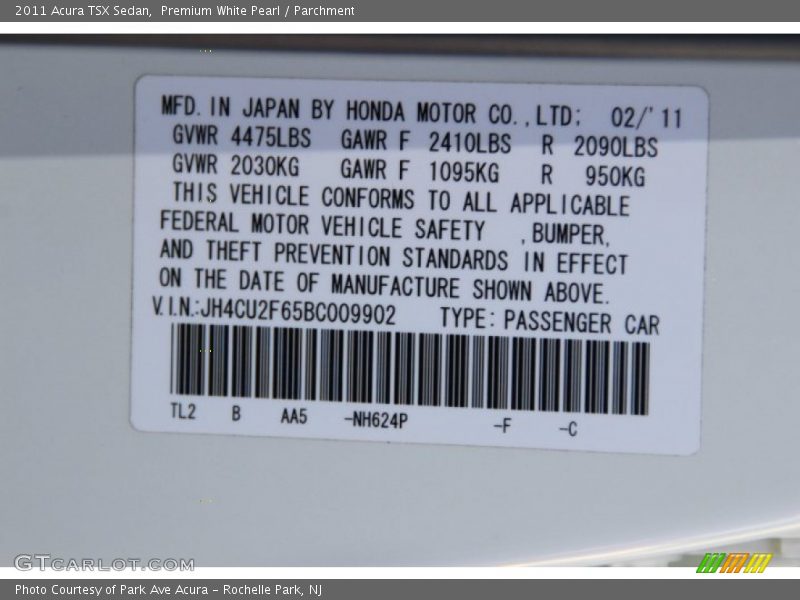 2011 Acura TSX Sedan,  Premium White Pearl / Parchment
MFD. IN JAPAN BY HONDA MOTOR CO.,LTD; 02/'11
GVWR 4475LBS GAWR F 2410LBS R 2090LBS
GVWR 2030KG GAWR F 1095KG R 950KG
THIS VEHICLE CONFORMS TO ALL APPLICABLE
FEDERAL MOTOR VEHICLE SAFETY ,BUMPER,
AND THEFT PREVENTION STANDARDS IN EFFECT
ON THE DATE OF MANUFACTURE SHOWN ABOVE.
V.I.N.:JH4CU2F65BC009902 TYPE: PASSENGER CAR
TL2 B AA5 -NH624P -F -C
GTCARLOT.COM
Photo Courtesy of Park Ave Acura - Rochelle Park, NJ